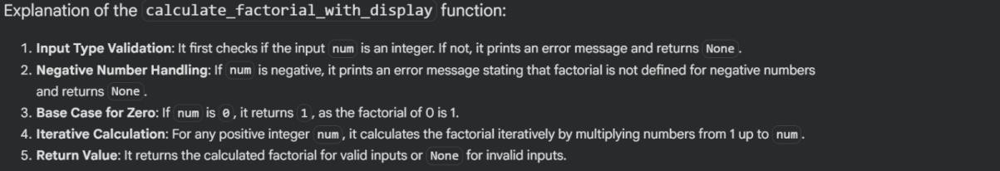 Explanation of the calculate_factorial_with_display function:
1. Input Type Validation: It first checks if the input num is an integer. If not, it prints an error message and returns None.
2. Negative Number Handling: If num is negative, it prints an error message stating that factorial is not defined for negative numbers
and returns None.
3. Base Case for Zero: If num is 0, it returns 1, as the factorial of 0 is 1.
4. Iterative Calculation: For any positive integer num, it calculates the factorial iteratively by multiplying numbers from 1 up to num.
5. Return Value: It returns the calculated factorial for valid inputs or None for invalid inputs.